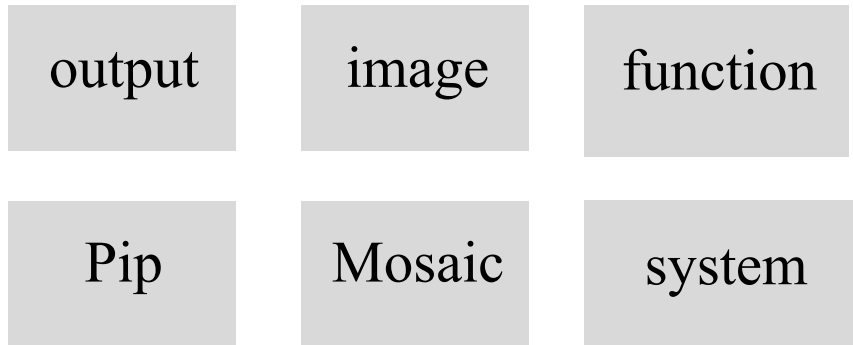 output
image
function
Pip
Mosaic
system